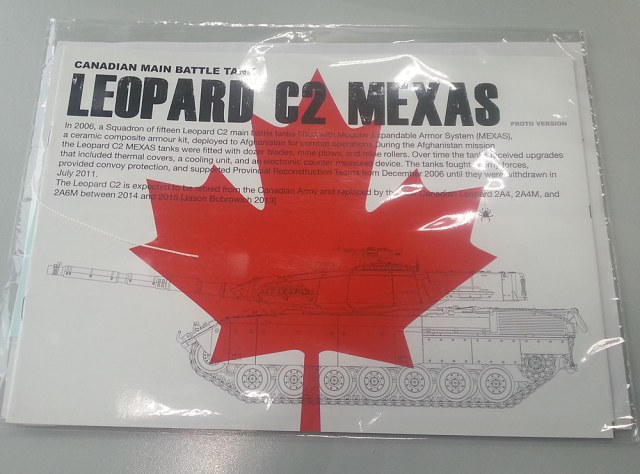 CANADIAN MAIN BATTLE TANK
LEOPARD C2 MEXAS
PROTO VERSION
In 2006, a Squadron of fifteen Leopard C2 main battle tanks fitted with Modular Expandable Armor System (MEXAS),
a ceramic composite armour kit, deployed to Afghanistan for combat operations. During the Afghanistan mission
the Leopard C2 MEXAS tanks were fitted with dozer blades, mine plows, and mine rollers. Over time the tanks received upgrades
that included thermal covers, a cooling unit, and an electronic counter measures device. The tanks fought forces,
provided convoy protection, and supported Provincial Reconstruction Teams from December 2006 until they were withdrawn in
July 2011.
The Leopard C2 is expected to be retired from the Canadian Army and replaced by the Canadian Leopard 2A4, 2A4M, and
2A6M between 2014 and 2015 [Jason Bobrowich 2013]